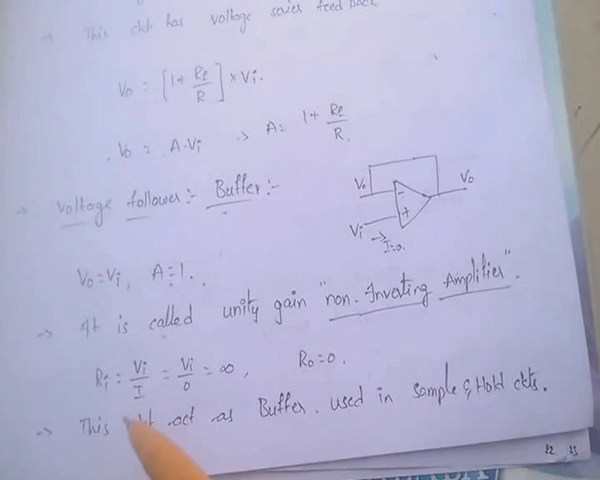 → This ckt has voltage series feed back
Vo = [1+ Rf/R] × Vi.
Vo = A.Vi → A= 1+ Rf/R.
→ Voltage follower:- Buffer:-
Vo
Vi
I=0.
- +
Vo
Vo=Vi, A=1.
→ It is called unity gain "non-Inverting Amplifier".
Ri = Vi/I = Vi/0 = ∞, Ro=0.
→ This act as Buffer. used in Sample & Hold ckts.
22 23